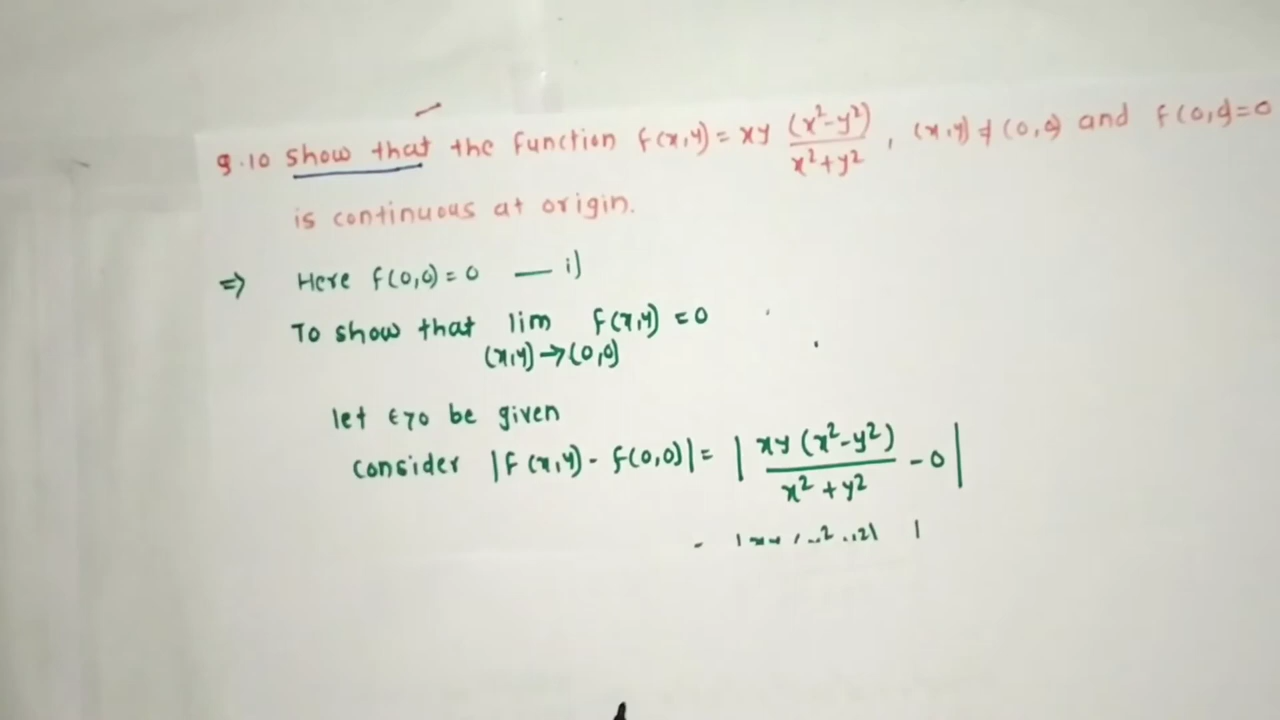 9.10 show that the function f(x,y) = xy (x²-y²)/(x²+y²), (x,y) ≠ (0,0) and f(0,0)=0
is continuous at origin.
⇒ Here f(0,0) = 0 — i)
To show that lim f(x,y) = 0
(x,y)→(0,0)
let ϵ>0 be given
consider |f(x,y) - f(0,0)| = | xy(x²-y²)/(x²+y²) - 0 |